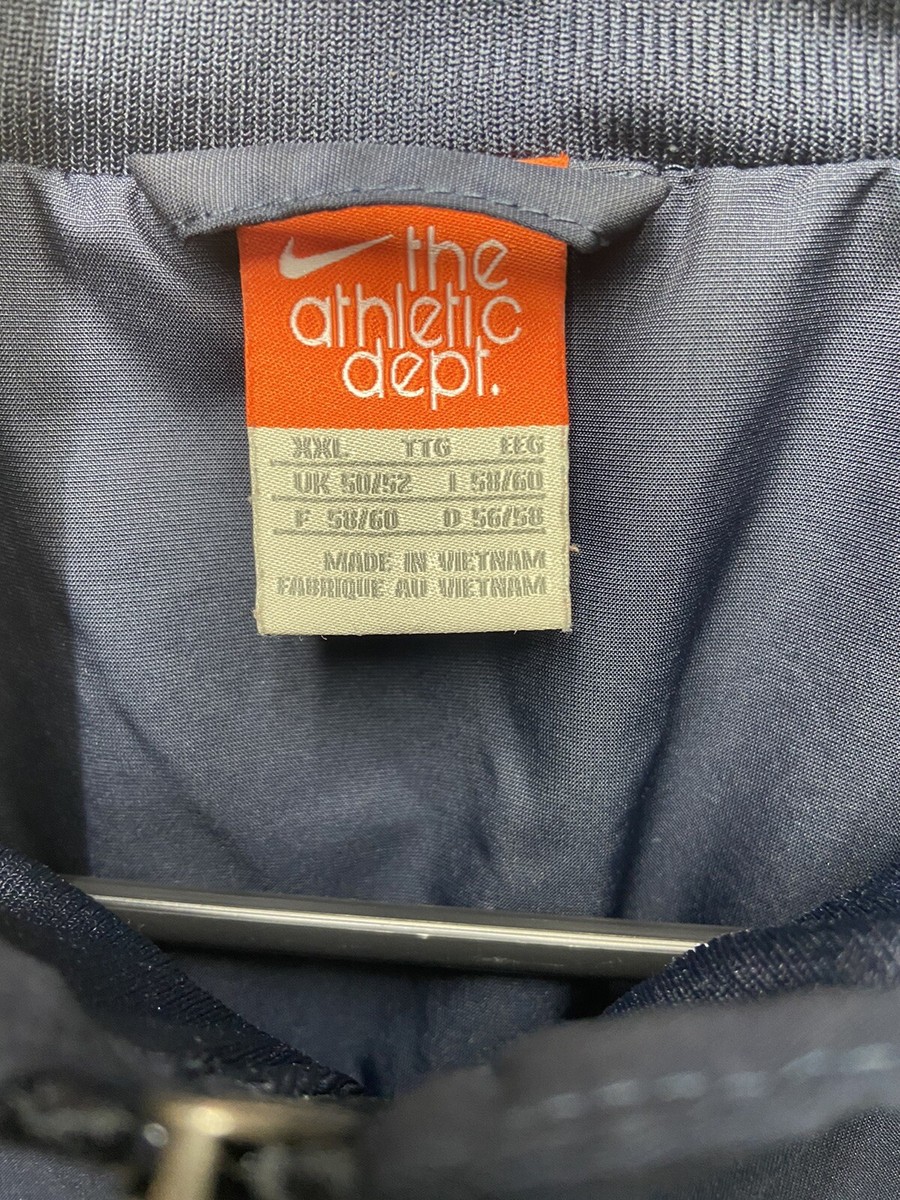 the
athletic
dept.
XXL TTG EEG
UK 50/52 I 58/60
F 58/60 D 56/58
MADE IN VIETNAM
FABRIQUE AU VIETNAM